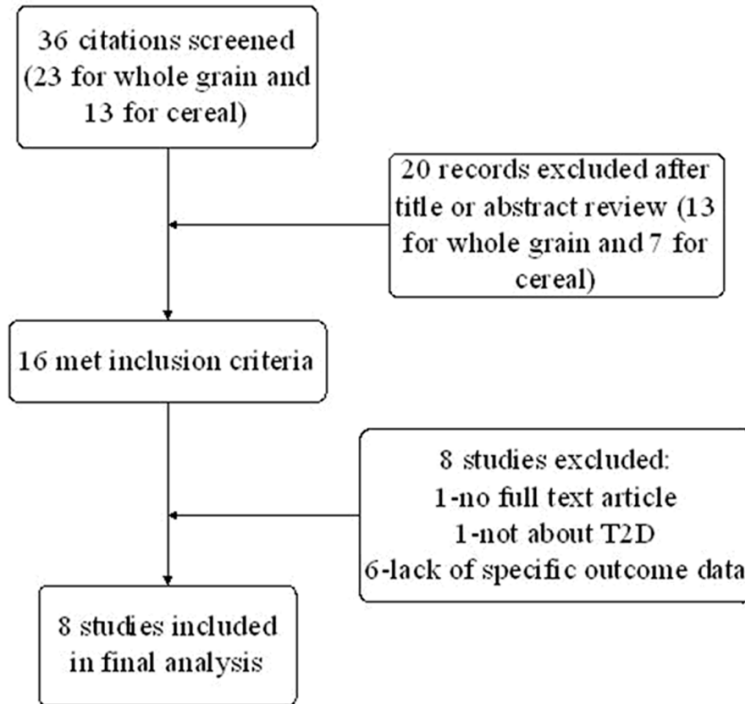 36 citations screened
(23 for whole grain and
13 for cereal)
20 records excluded after
title or abstract review (13
for whole grain and 7 for
cereal)
16 met inclusion criteria
8 studies excluded:
1-no full text article
1-not about T2D
6-lack of specific outcome data
8 studies included
in final analysis